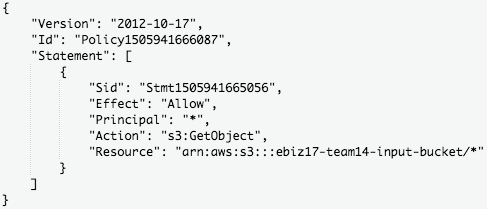 {
"Version": "2012-10-17",
"Id": "Policy1505941666087",
"Statement": [
{
"Sid": "Stmt1505941665056",
"Effect": "Allow",
"Principal": "*",
"Action": "s3:GetObject",
"Resource": "arn:aws:s3:::ebiz17-team14-input-bucket/*"
}
]
}